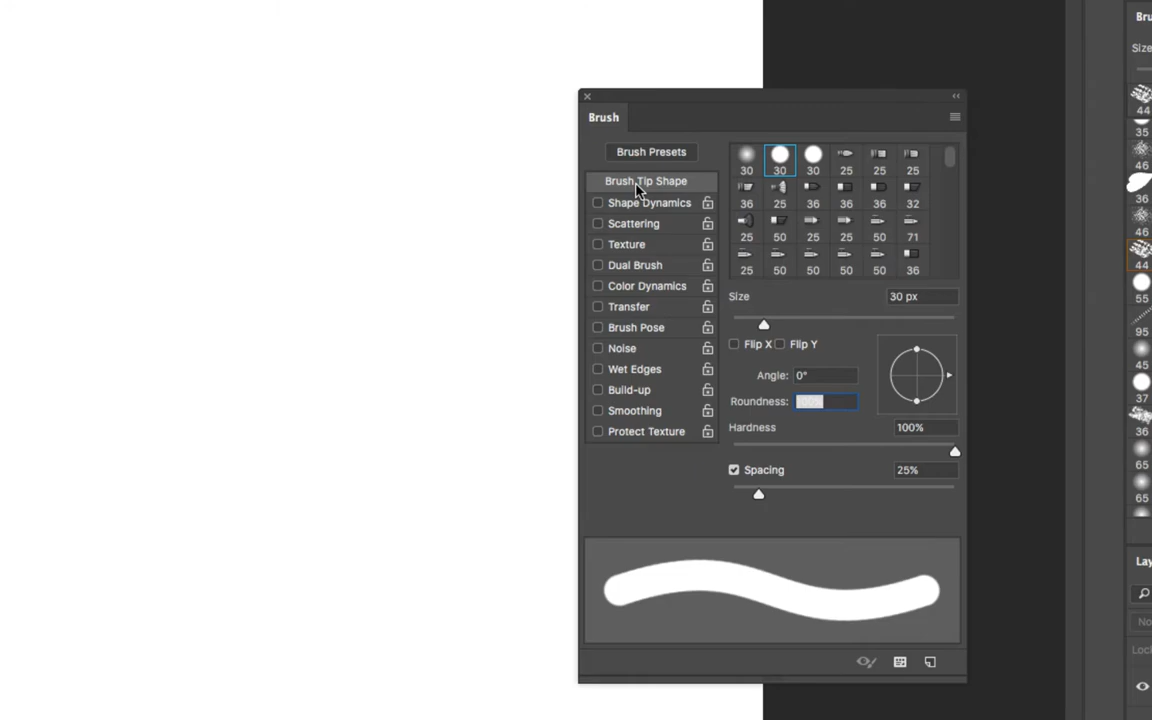 Bru
Size
Brush
Brush Presets
Brush Tip Shape
Shape Dynamics
Scattering
Texture
Dual Brush
Color Dynamics
Transfer
Brush Pose
Noise
Wet Edges
Build-up
Smoothing
Protect Texture
30 30 30 25 25 25
36 25 36 36 36 32
25 50 25 25 50 71
25 50 50 50 50 36
Size 30 px
Flip X Flip Y
Angle: 0°
Roundness: 100%
Hardness 100%
Spacing 25%
44
35
46
36
46
44
55
95
45
37
36
65
65
Lay
No
Lock